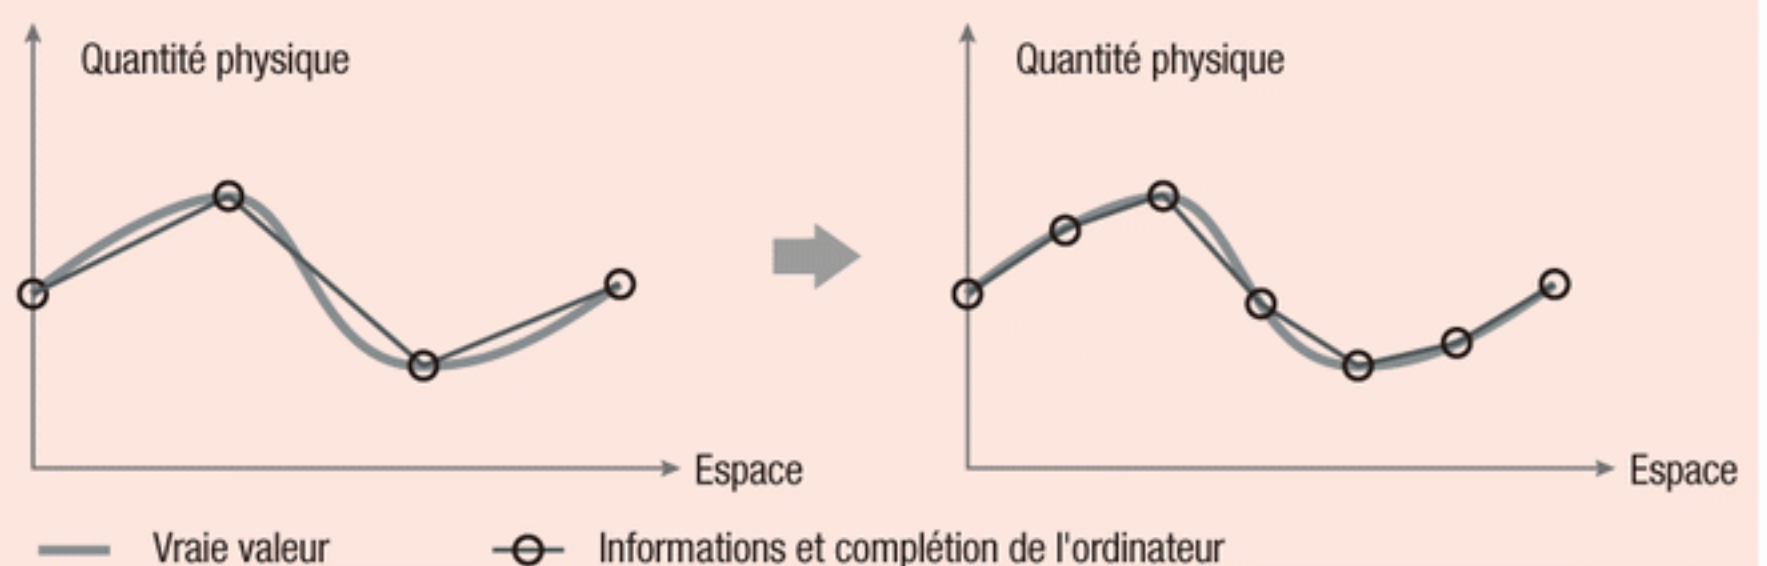 Quantité physique
Quantité physique
Espace
Espace
Vraie valeur
Informations et complétion de l'ordinateur